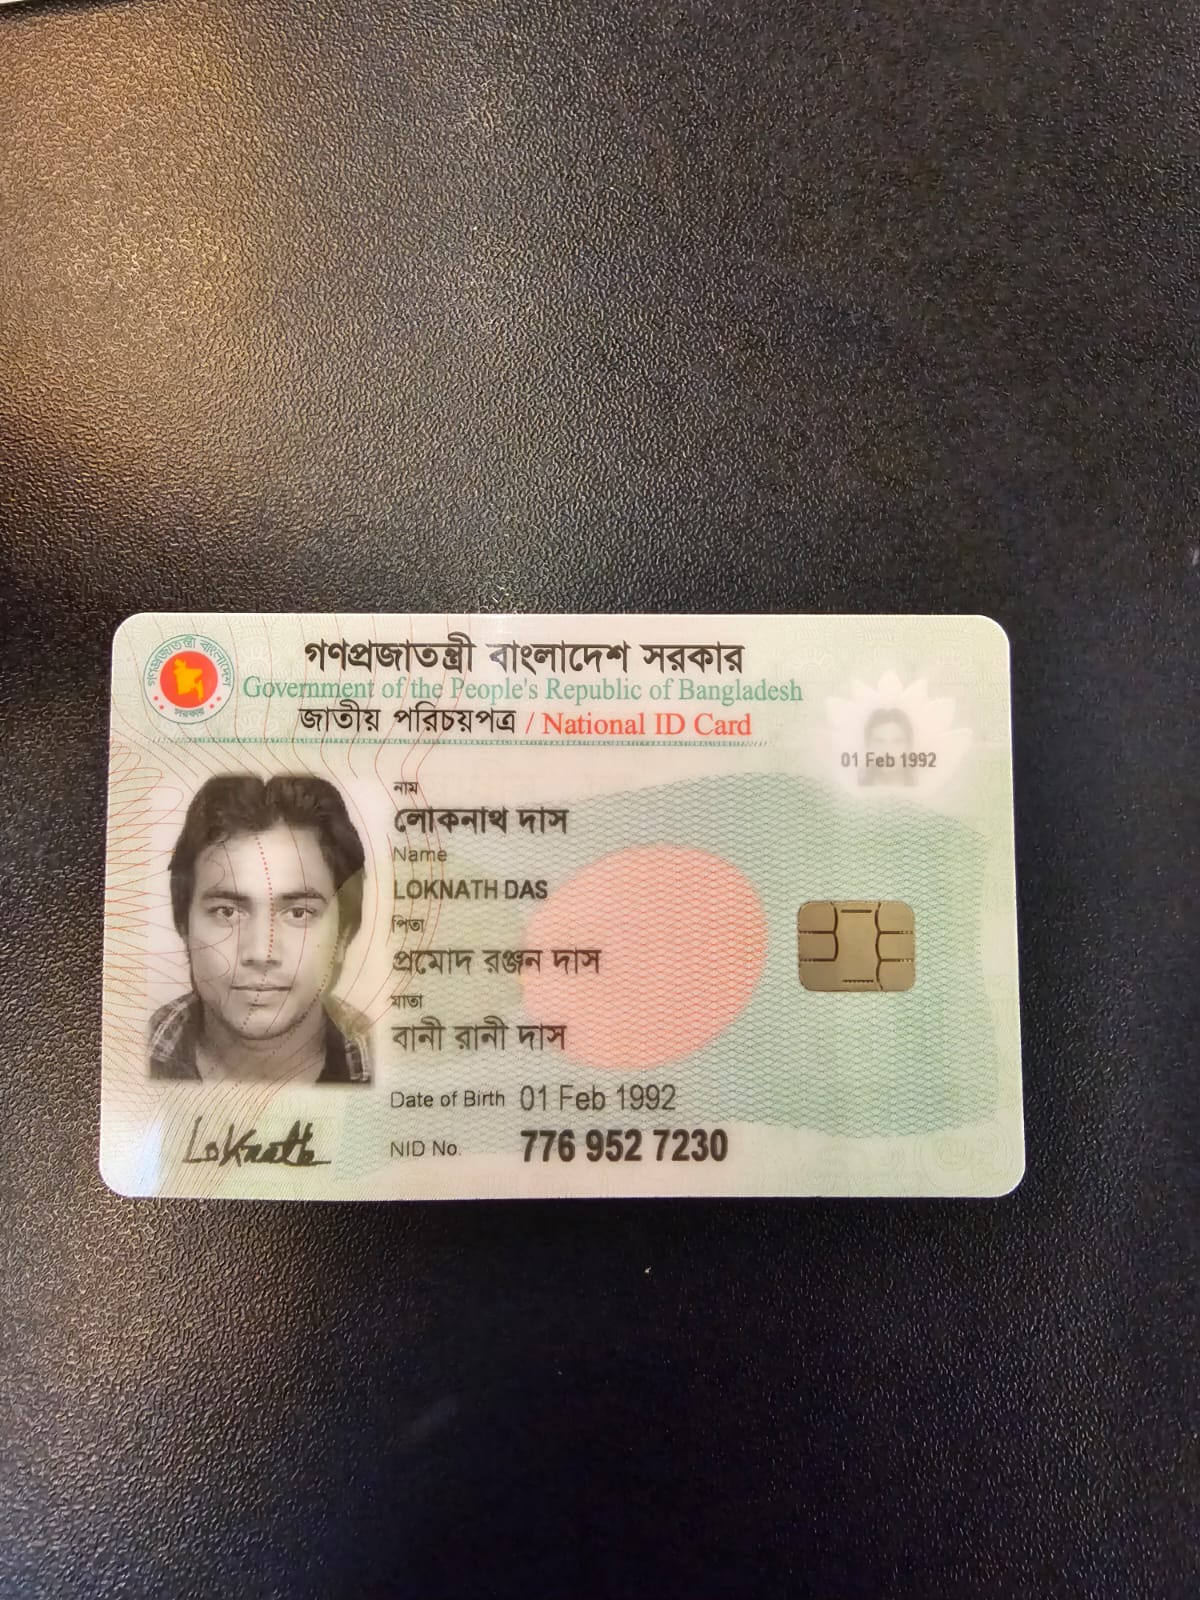 গণপ্রজাতন্ত্রী বাংলাদেশ সরকার
Government of the People's Republic of Bangladesh
জাতীয় পরিচয়পত্র / National ID Card
গণপ্রজাতন্ত্রী বাংলাদেশ
সরকার
01 Feb 1992
নাম
লোকনাথ দাস
Name
LOKNATH DAS
পিতা
প্রমোদ রঞ্জন দাস
মাতা
বানী রানী দাস
Date of Birth 01 Feb 1992
NID No. 776 952 7230
Loknath